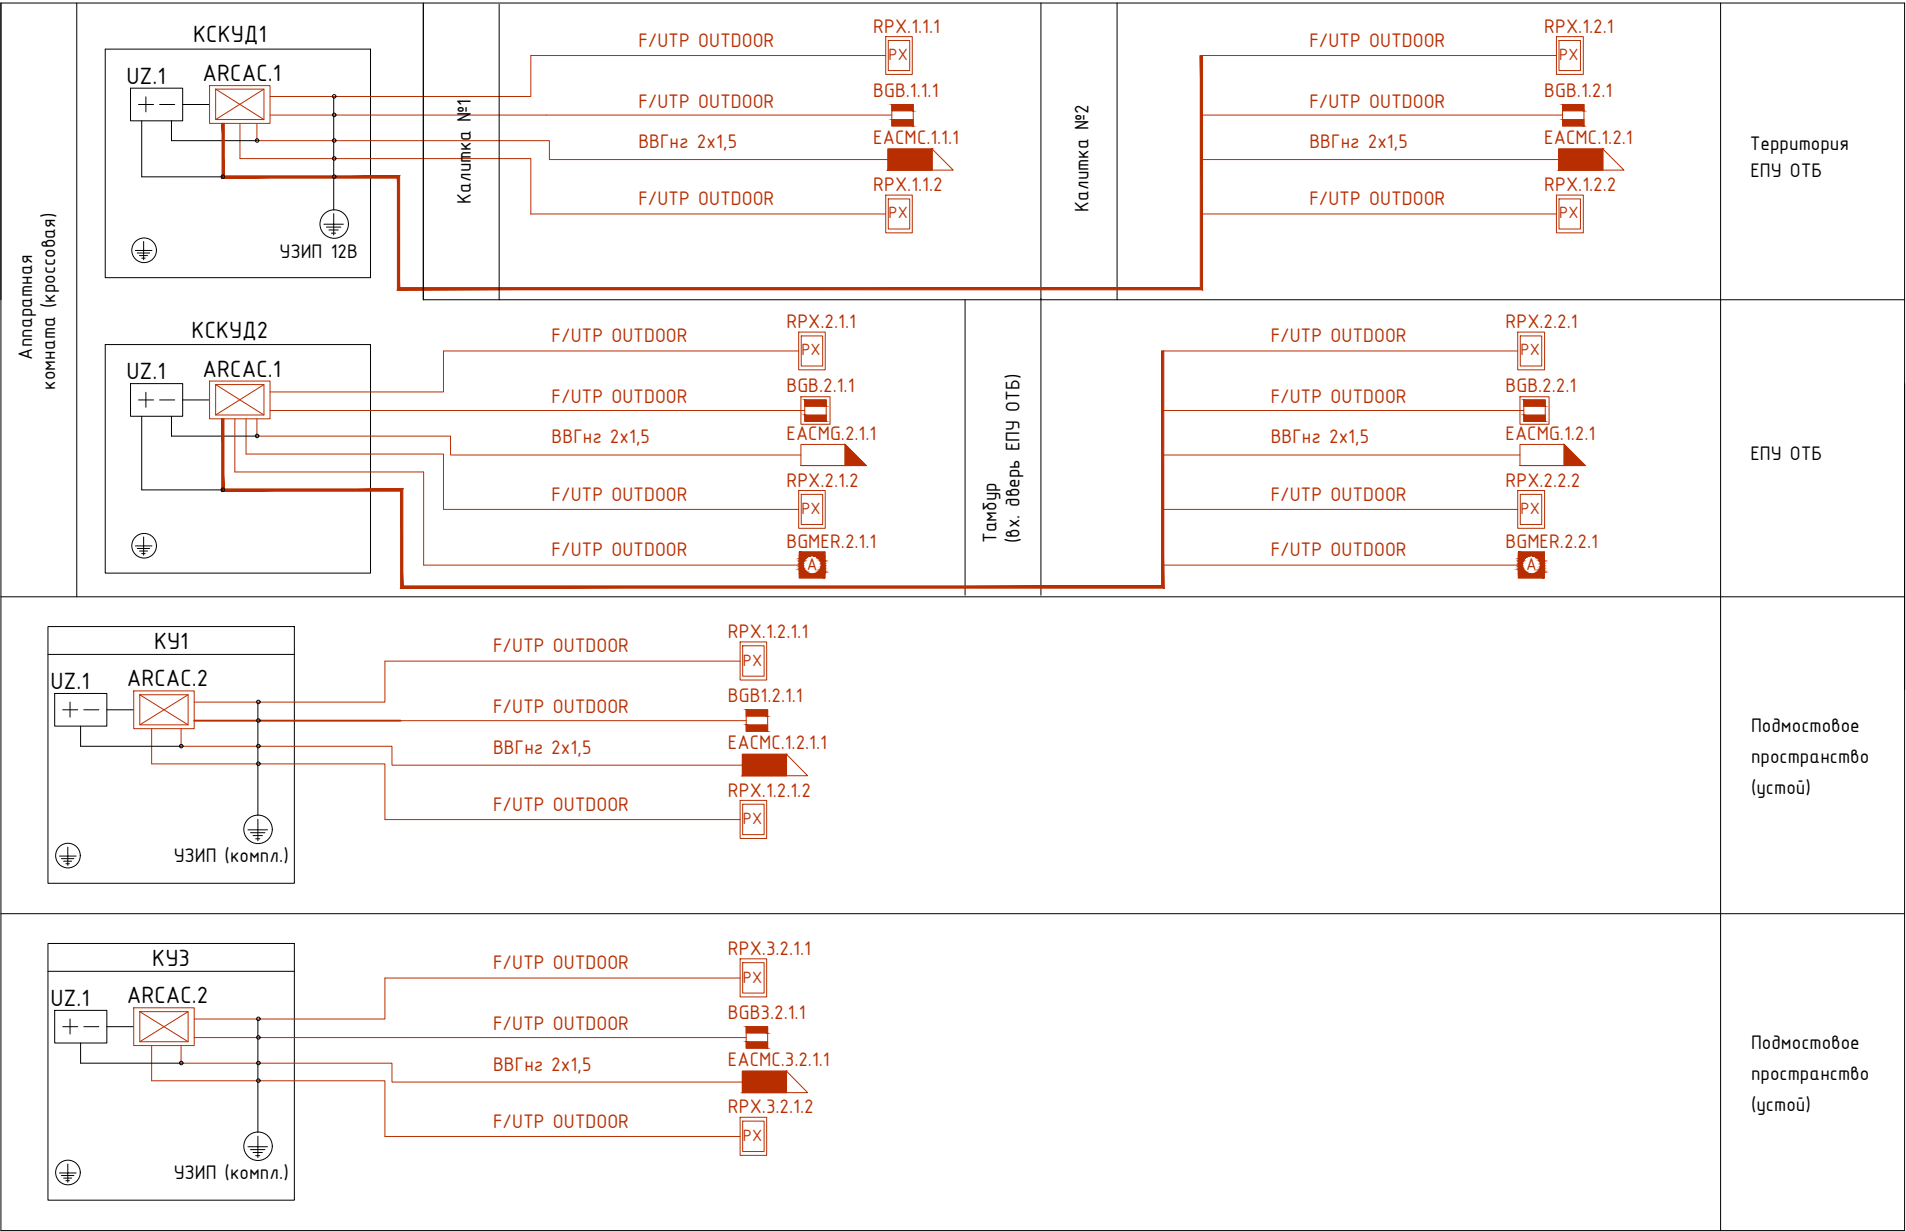 Аппаратная
комната (кроссовая)
КСКУД1
UZ.1
ARCAC.1
УЗИП 12В
Калитка №1
F/UTP OUTDOOR
RPX.1.1.1
PX
F/UTP OUTDOOR
BGB.1.1.1
ВВГнг 2х1,5
EACMC.1.1.1
F/UTP OUTDOOR
RPX.1.1.2
PX
Калитка №2
F/UTP OUTDOOR
RPX.1.2.1
PX
F/UTP OUTDOOR
BGB.1.2.1
ВВГнг 2х1,5
EACMC.1.2.1
F/UTP OUTDOOR
RPX.1.2.2
PX
Территория
ЕПУ ОТБ
КСКУД2
UZ.1
ARCAC.1
F/UTP OUTDOOR
RPX.2.1.1
PX
F/UTP OUTDOOR
BGB.2.1.1
ВВГнг 2х1,5
EACMG.2.1.1
F/UTP OUTDOOR
RPX.2.1.2
PX
F/UTP OUTDOOR
BGMER.2.1.1
A
Тамбур
(вх. дверь ЕПУ ОТБ)
F/UTP OUTDOOR
RPX.2.2.1
PX
F/UTP OUTDOOR
BGB.2.2.1
ВВГнг 2х1,5
EACMG.1.2.1
F/UTP OUTDOOR
RPX.2.2.2
PX
F/UTP OUTDOOR
BGMER.2.2.1
A
ЕПУ ОТБ
КУ1
UZ.1
ARCAC.2
УЗИП (компл.)
F/UTP OUTDOOR
RPX.1.2.1.1
PX
F/UTP OUTDOOR
BGB1.2.1.1
ВВГнг 2х1,5
EACMC.1.2.1.1
F/UTP OUTDOOR
RPX.1.2.1.2
PX
Подмостовое
пространство
(устой)
КУ3
UZ.1
ARCAC.2
УЗИП (компл.)
F/UTP OUTDOOR
RPX.3.2.1.1
PX
F/UTP OUTDOOR
BGB3.2.1.1
ВВГнг 2х1,5
EACMC.3.2.1.1
F/UTP OUTDOOR
RPX.3.2.1.2
PX
Подмостовое
пространство
(устой)